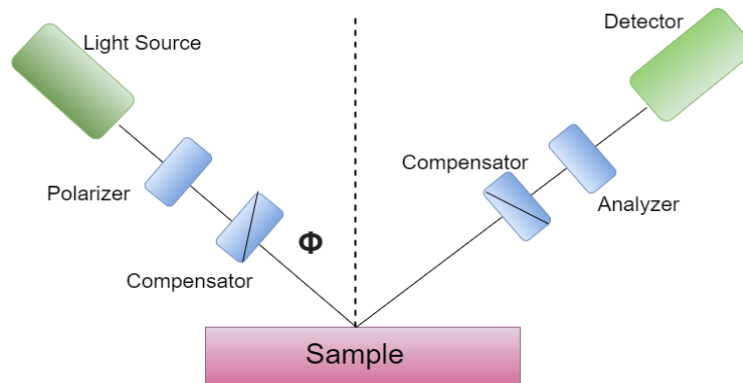 Detector
Light Source
Compensator
Polarizer
Analyzer
Φ
Compensator
Sample